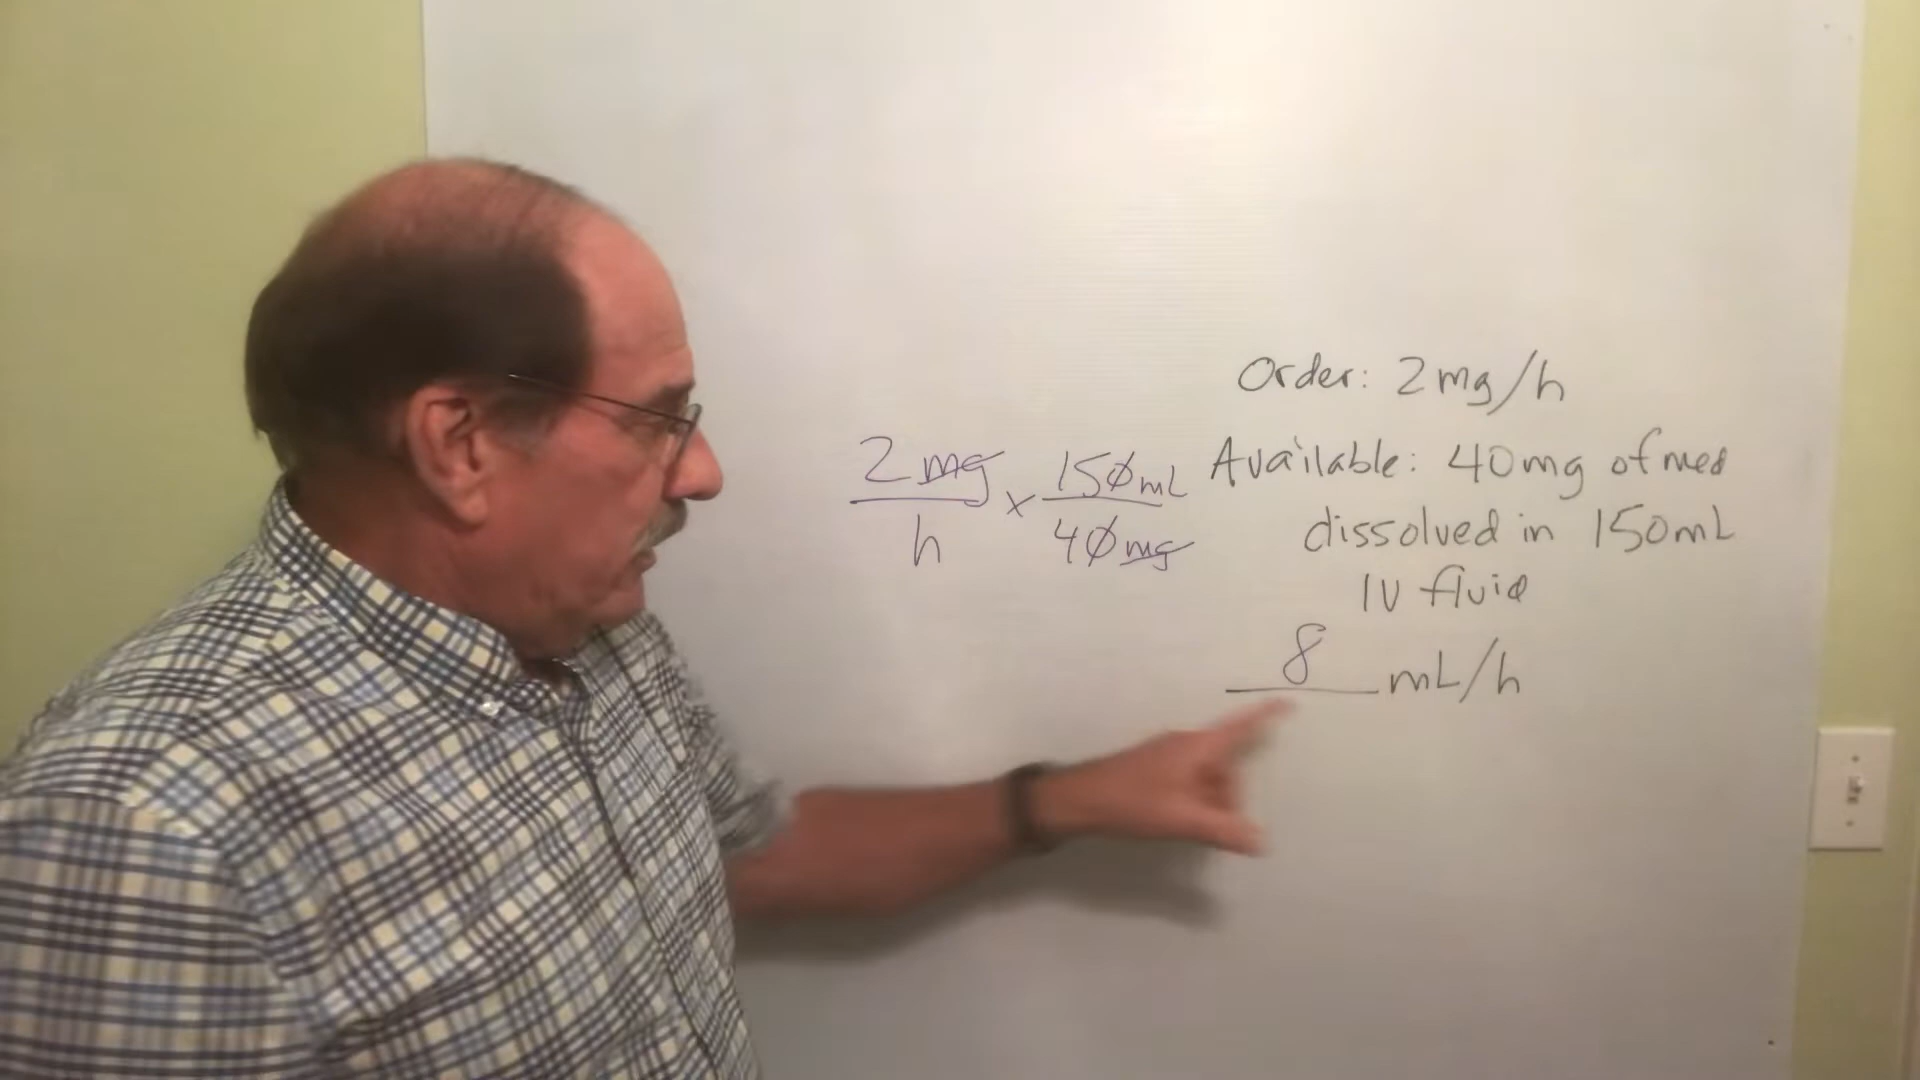 Order: 2mg/h
Available: 40mg of med
dissolved in 150mL
IV fluid
2mg/h x 150mL/40mg
8 mL/h